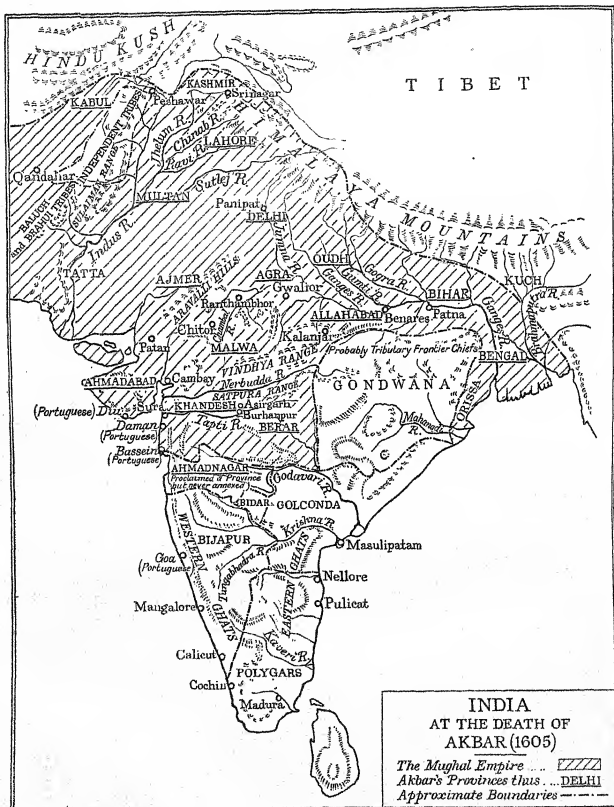 HINDU KUSH
TIBET
KASHMIR
Srinagar
KABUL
Peshawar
INDEPENDENT TRIBES
Jhelum R.
Chinab R.
Ravi R.
LAHORE
HIMALAYA MOUNTAINS
Qandahar
BALUCH
and BRAHUI TRIBES
SULAIMAN RANGE
MULTAN
Sutlej R.
Panipat
DELHI
Indus R.
Jumna R.
TATTA
OUDH
Gogra R.
KUCH
AJMER
ARAVALLI HILLS
AGRA
Gwalior
Gumti R.
Ganges R.
BIHAR
Brahmaputra R.
Ranthambhor
Chitor
Chambal R.
ALLAHABAD
Benares
Patna
Ganges R.
Kalanjar
Patan
MALWA
VINDHYA RANGE
Probably Tributary Frontier Chiefs
BENGAL
AHMADABAD
Cambay
Nerbudda R.
GONDWANA
SATPURA RANGE
ORISSA
(Portuguese) Diu
Surat
KHANDESH
Asirgarh
Burhanpur
Mahanadi R.
Daman
(Portuguese)
Tapti R.
BERAR
Bassein
(Portuguese)
AHMADNAGAR
Proclaimed a Province
but never annexed
Godavari R.
BIDAR
GOLCONDA
WESTERN GHATS
BIJAPUR
Krishna R.
Masulipatam
Goa
(Portuguese)
Tungabhadra R.
EASTERN GHATS
Nellore
Pulicat
Mangalore
Calicut
Kaveri R.
Cochin
POLYGARS
Madura
INDIA
AT THE DEATH OF
AKBAR (1605)
The Mughal Empire ....
Akbar's Provinces thus ... DELHI
Approximate Boundaries